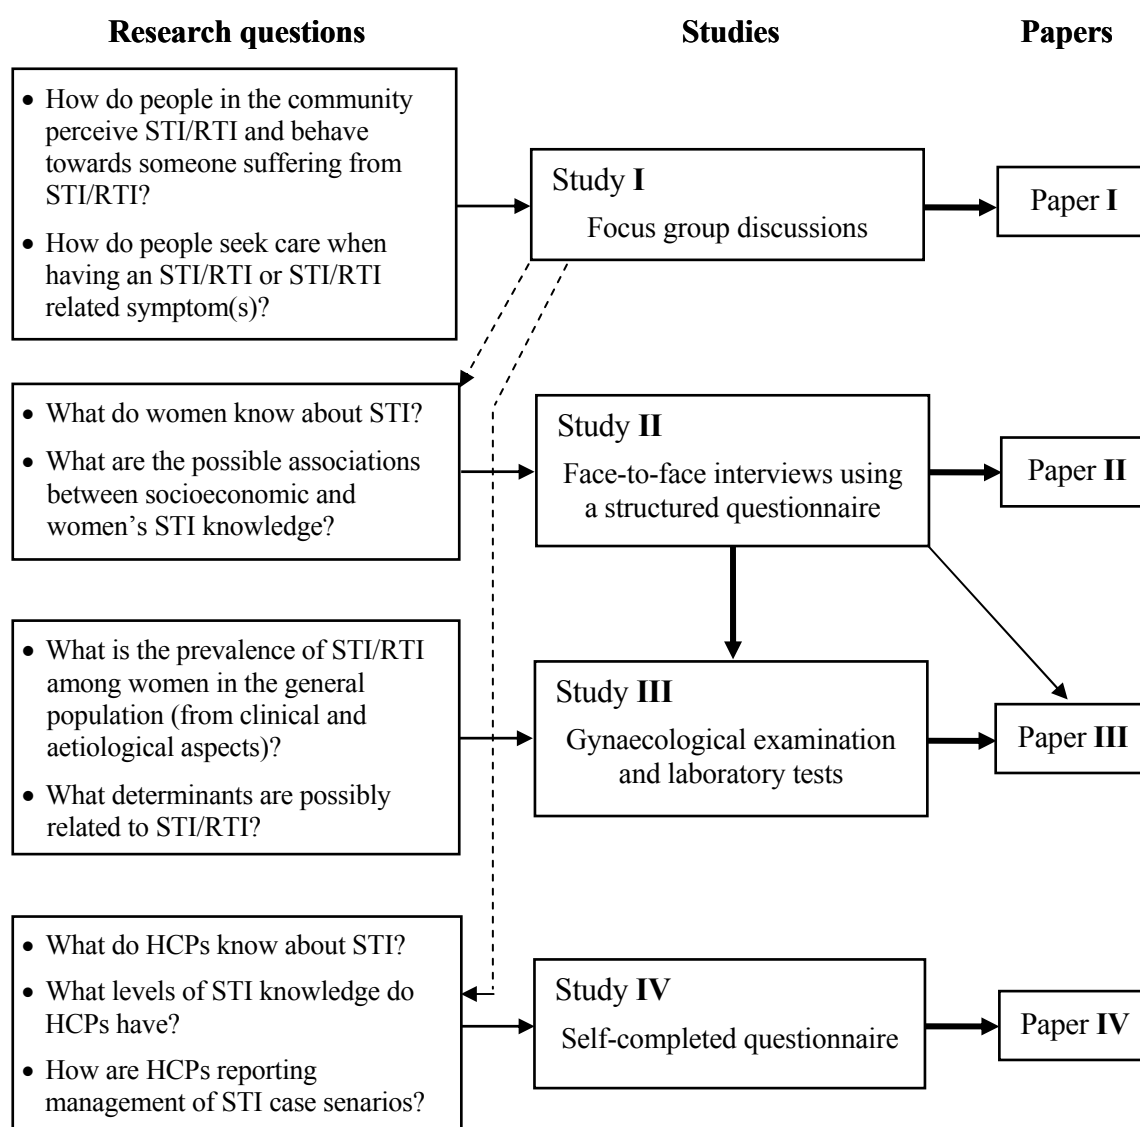 Research questions
Studies
Papers
• How do people in the community
perceive STI/RTI and behave
towards someone suffering from
STI/RTI?
• How do people seek care when
having an STI/RTI or STI/RTI
related symptom(s)?
Study I
Focus group discussions
Paper I
• What do women know about STI?
• What are the possible associations
between socioeconomic and
women's STI knowledge?
Study II
Face-to-face interviews using
a structured questionnaire
Paper II
• What is the prevalence of STI/RTI
among women in the general
population (from clinical and
aetiological aspects)?
• What determinants are possibly
related to STI/RTI?
Study III
Gynaecological examination
and laboratory tests
Paper III
• What do HCPs know about STI?
• What levels of STI knowledge do
HCPs have?
• How are HCPs reporting
management of STI case senarios?
Study IV
Self-completed questionnaire
Paper IV